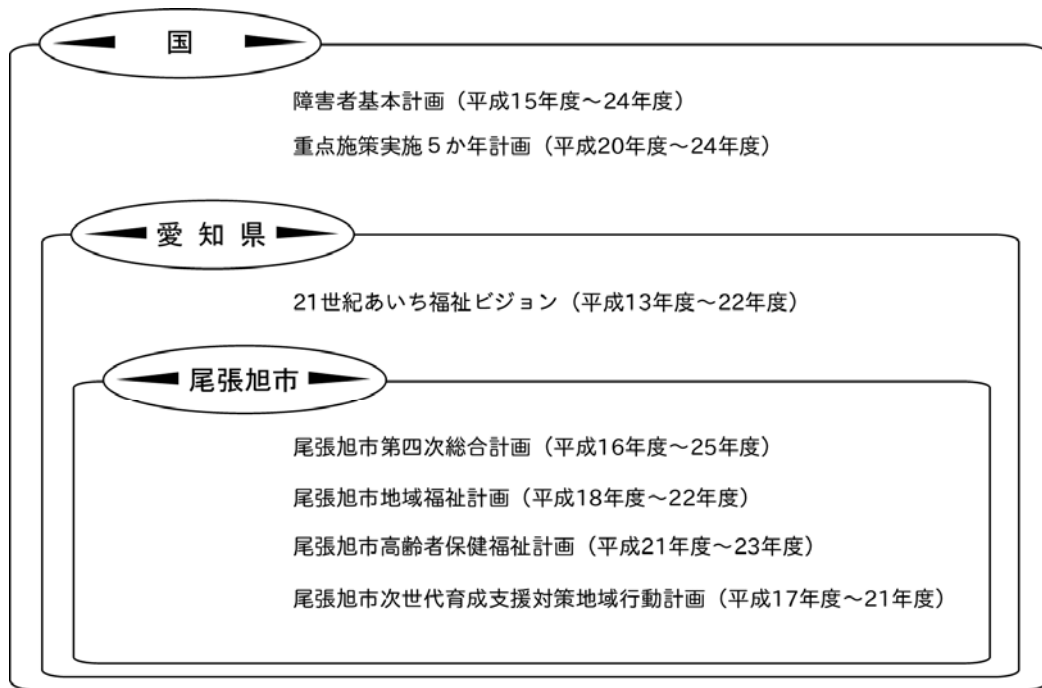 国
障害者基本計画（平成15年度～24年度）
重点施策実施５か年計画（平成20年度～24年度）
愛知県
21世紀あいち福祉ビジョン（平成13年度～22年度）
尾張旭市
尾張旭市第四次総合計画（平成16年度～25年度）
尾張旭市地域福祉計画（平成18年度～22年度）
尾張旭市高齢者保健福祉計画（平成21年度～23年度）
尾張旭市次世代育成支援対策地域行動計画（平成17年度～21年度）